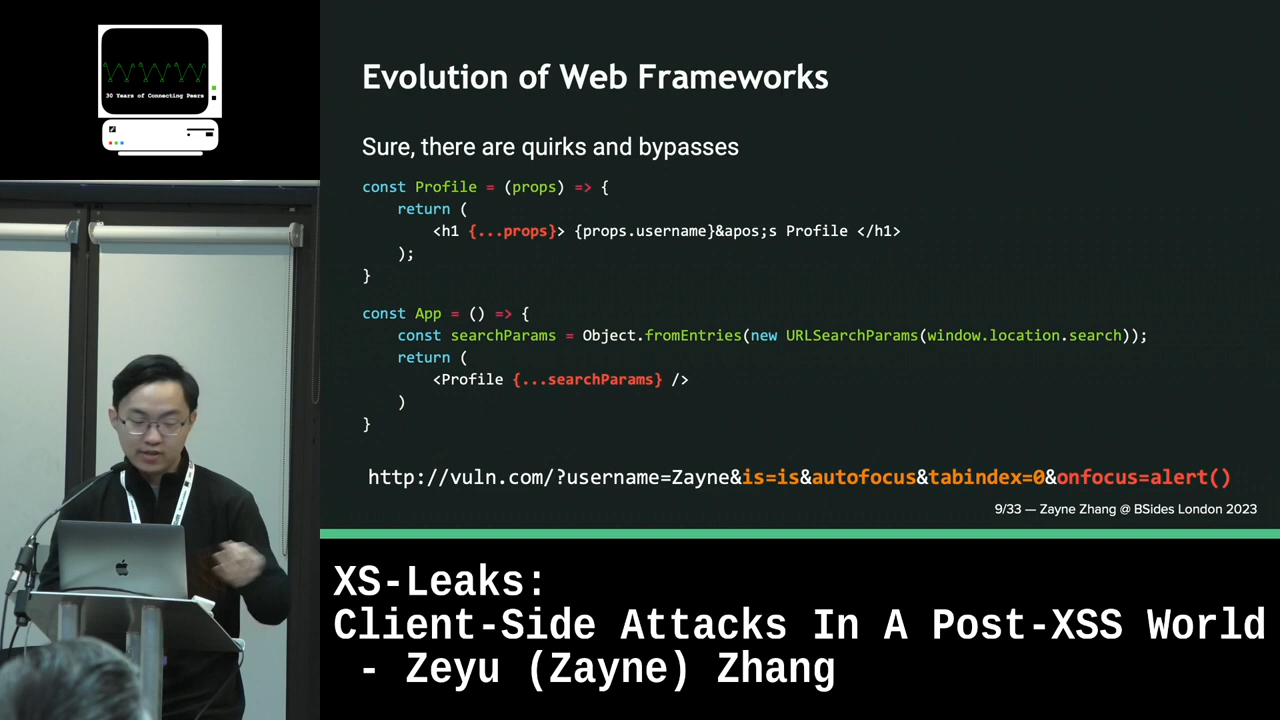 30 Years of Connecting Peers
Evolution of Web Frameworks
Sure, there are quirks and bypasses
const Profile = (props) => {
return (
<h1 {...props}> {props.username}&apos;s Profile </h1>
);
}
const App = () => {
const searchParams = Object.fromEntries(new URLSearchParams(window.location.search));
return (
<Profile {...searchParams} />
)
}
http://vuln.com/?username=Zayne&is=is&autofocus&tabindex=0&onfocus=alert()
9/33 — Zayne Zhang @ BSides London 2023
XS-Leaks:
Client-Side Attacks In A Post-XSS World
- Zeyu (Zayne) Zhang